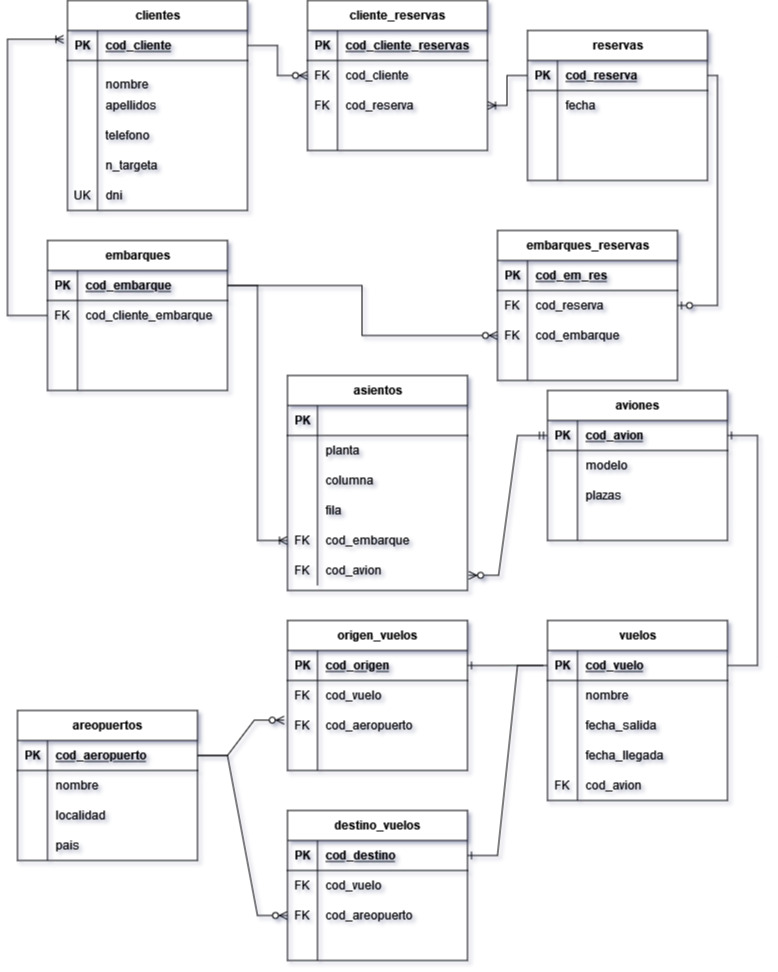 clientes
PK cod_cliente
nombre
apellidos
telefono
n_targeta
UK dni
cliente_reservas
PK cod_cliente_reservas
FK cod_cliente
FK cod_reserva
reservas
PK cod_reserva
fecha
embarques
PK cod_embarque
FK cod_cliente_embarque
embarques_reservas
PK cod_em_res
FK cod_reserva
FK cod_embarque
asientos
PK
planta
columna
fila
FK cod_embarque
FK cod_avion
aviones
PK cod_avion
modelo
plazas
origen_vuelos
PK cod_origen
FK cod_vuelo
FK cod_aeropuerto
vuelos
PK cod_vuelo
nombre
fecha_salida
fecha_llegada
FK cod_avion
areopuertos
PK cod_aeropuerto
nombre
localidad
pais
destino_vuelos
PK cod_destino
FK cod_vuelo
FK cod_areopuerto